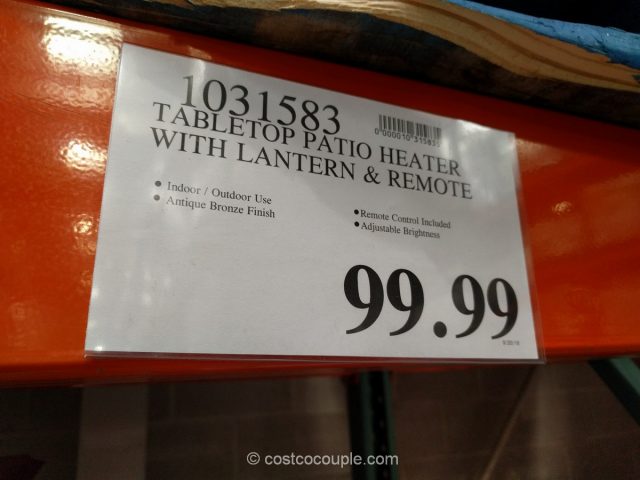 1031583
TABLETOP PATIO HEATER
WITH LANTERN & REMOTE
• Indoor / Outdoor Use
• Antique Bronze Finish
• Remote Control Included
• Adjustable Brightness
99.99
© costcocouple.com